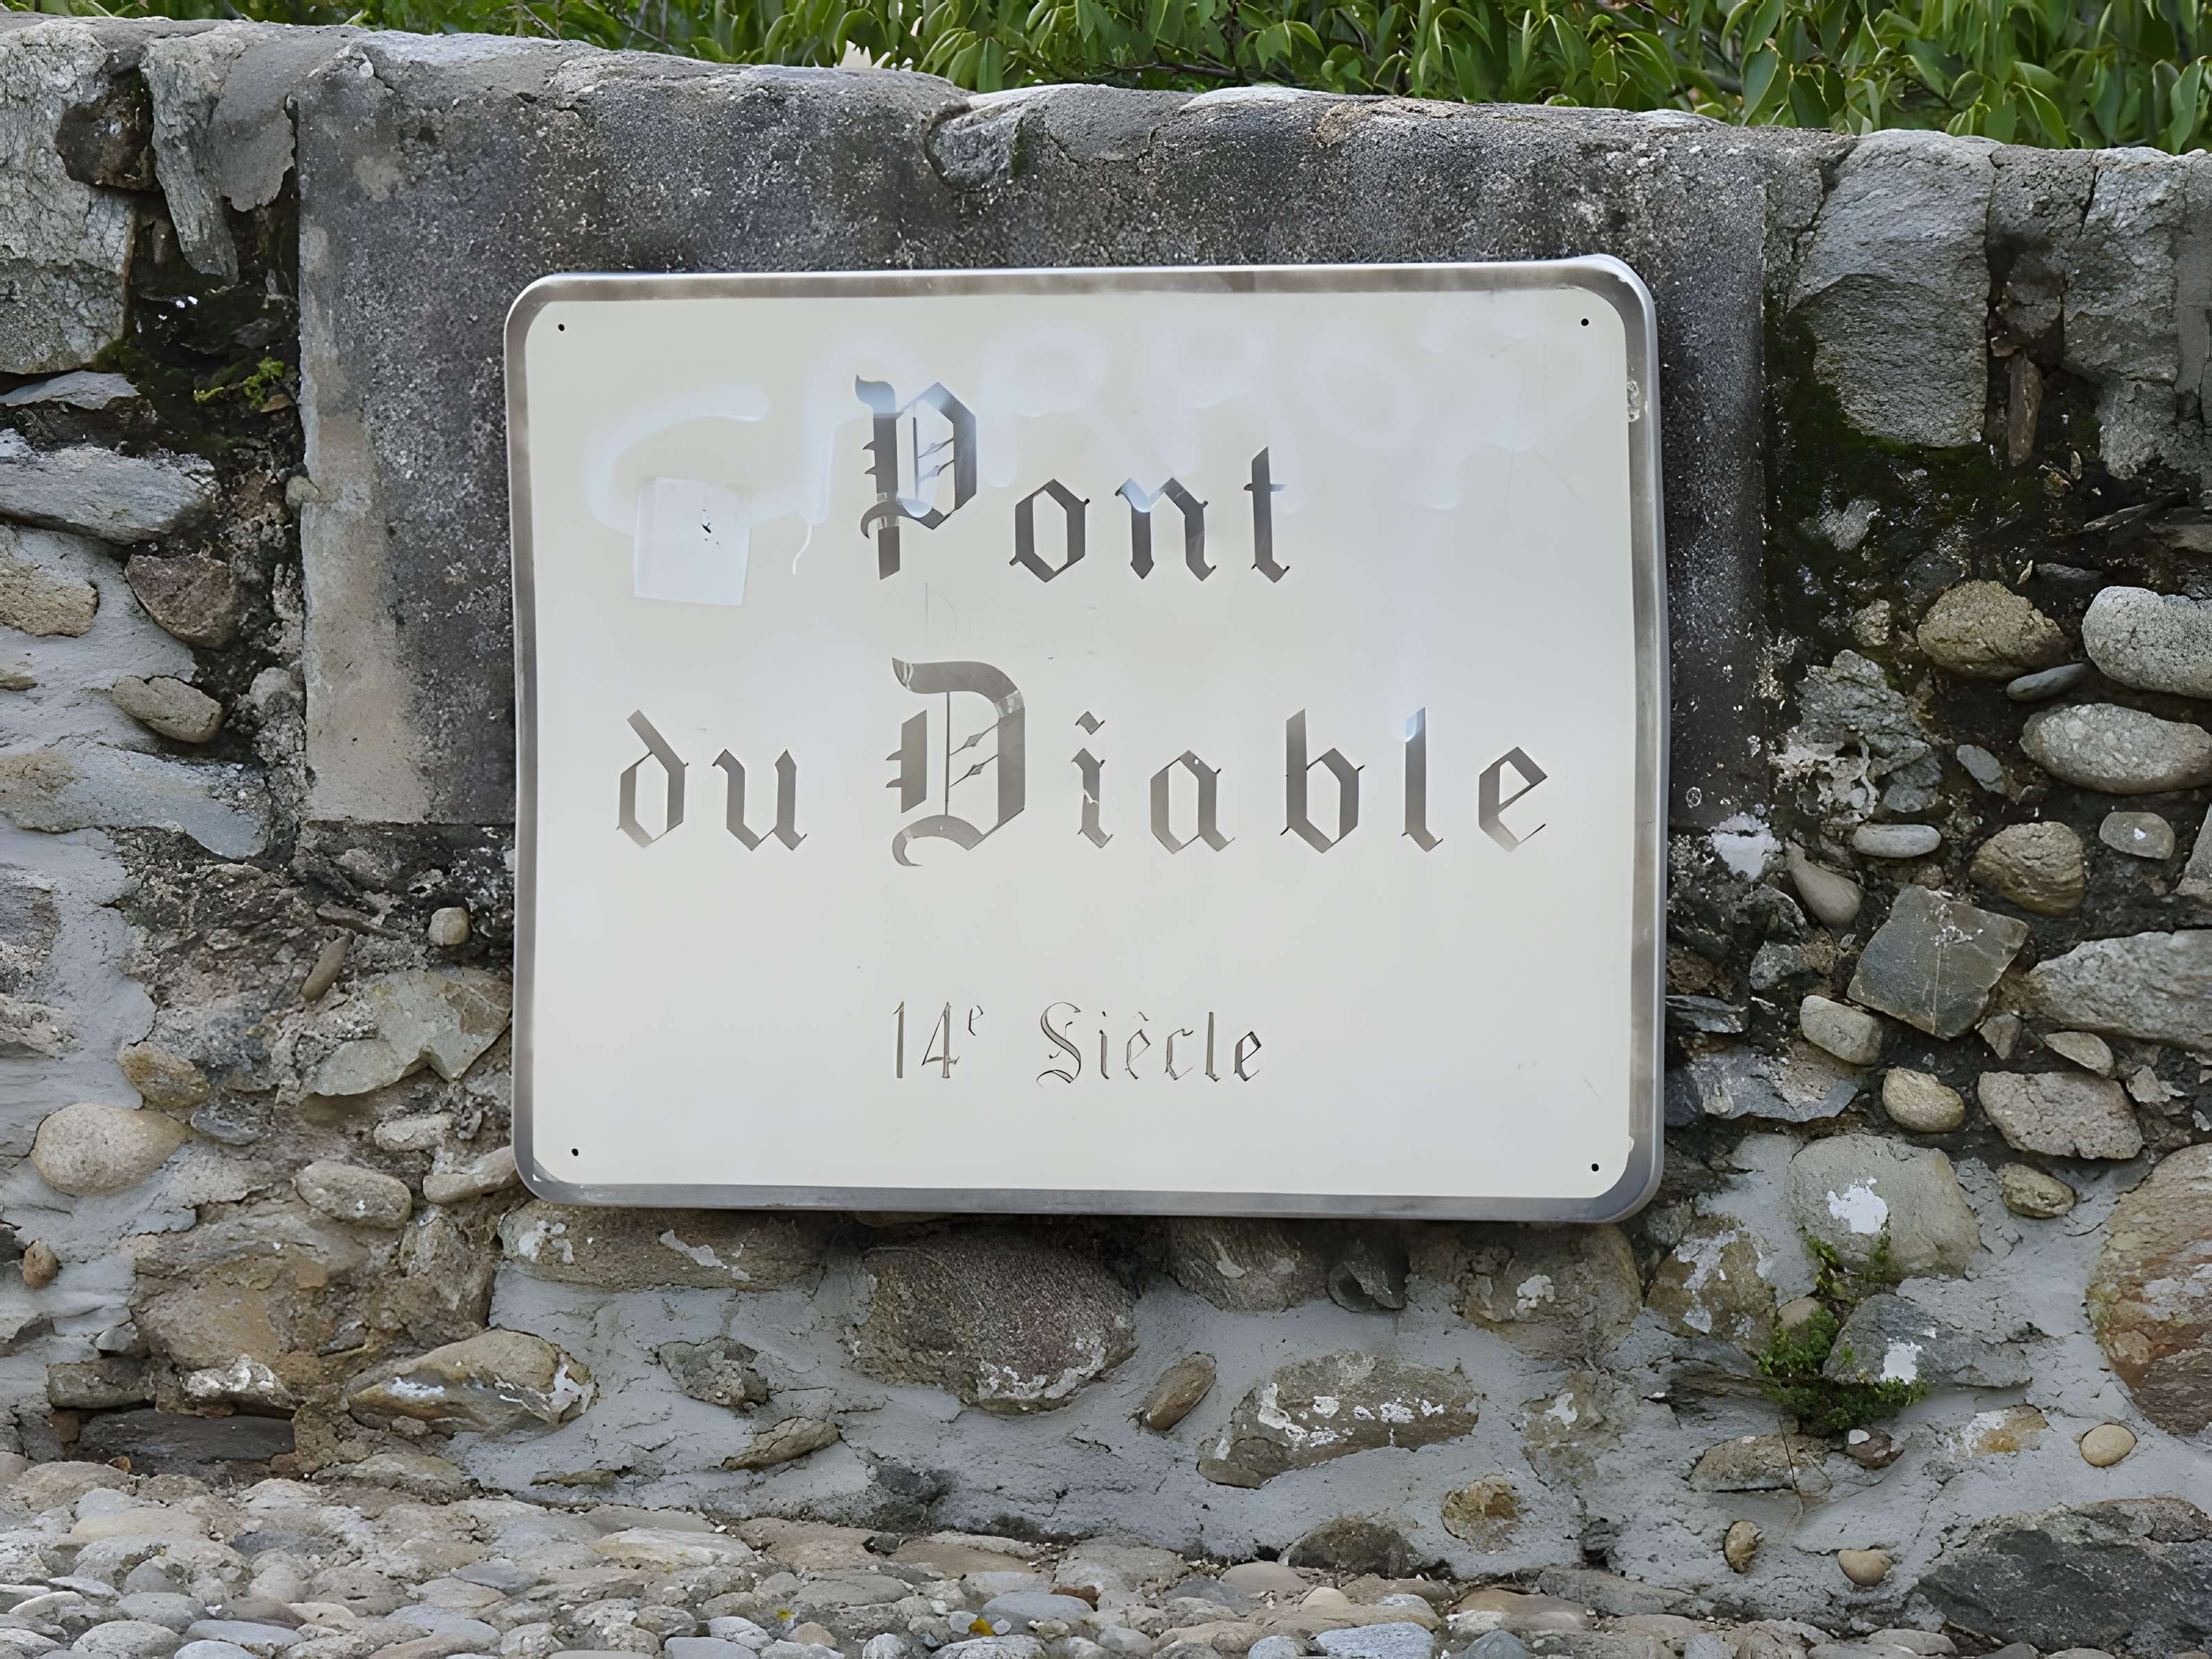 Pont
du Diable
14e Siècle